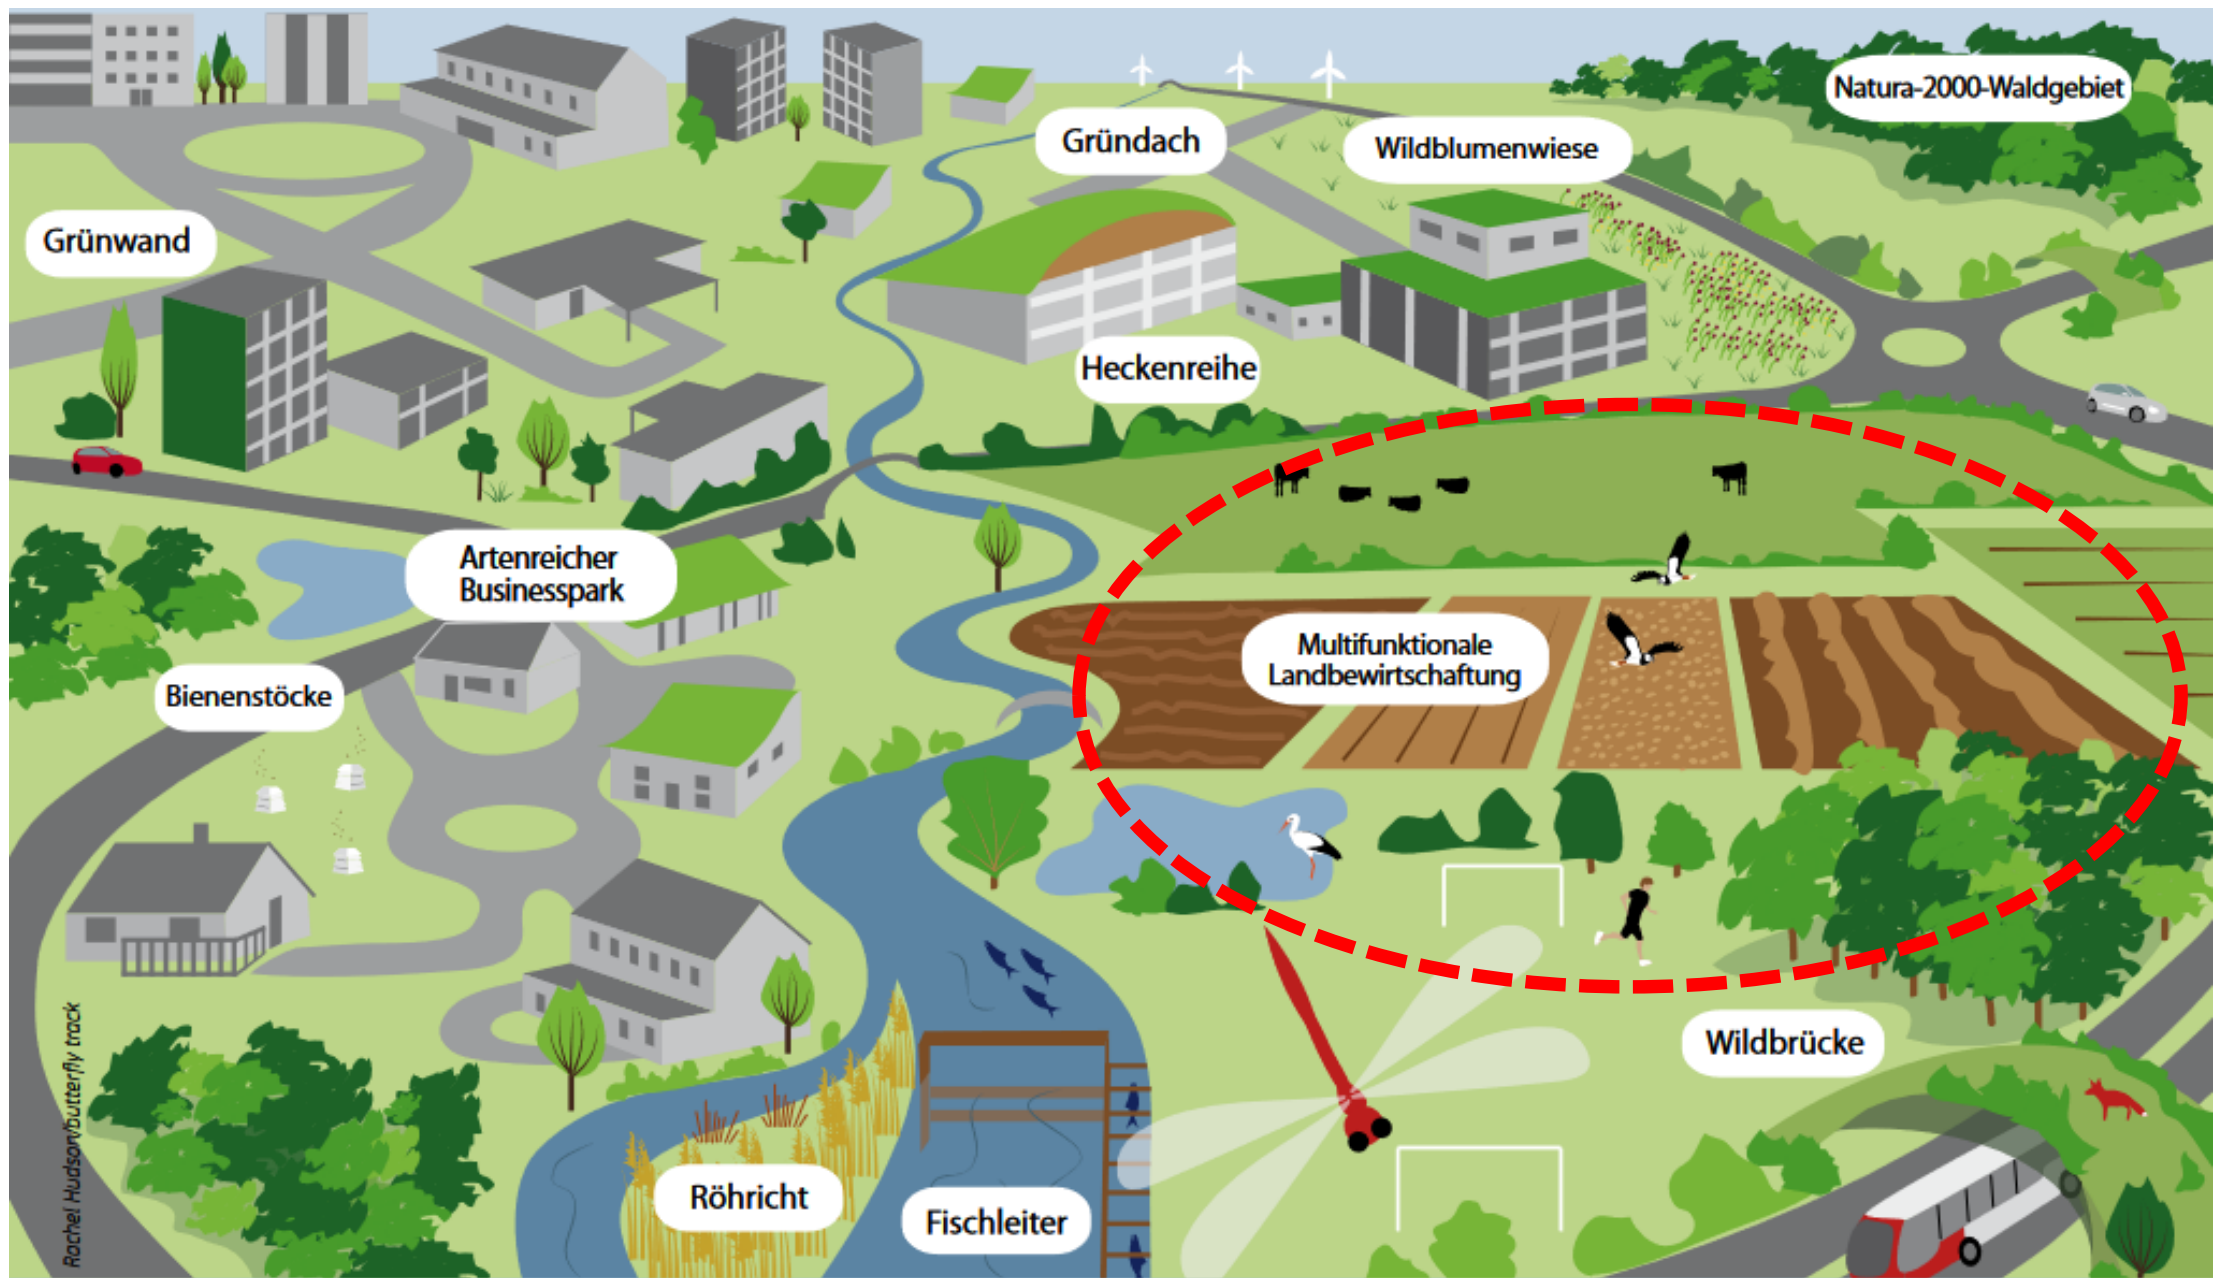 Natura-2000-Waldgebiet
Gründach
Wildblumenwiese
Grünwand
Heckenreihe
Artenreicher
Businesspark
Multifunktionale
Landbewirtschaftung
Bienenstöcke
Wildbrücke
Röhricht
Fischleiter
Rachel Hudson/butterfly track